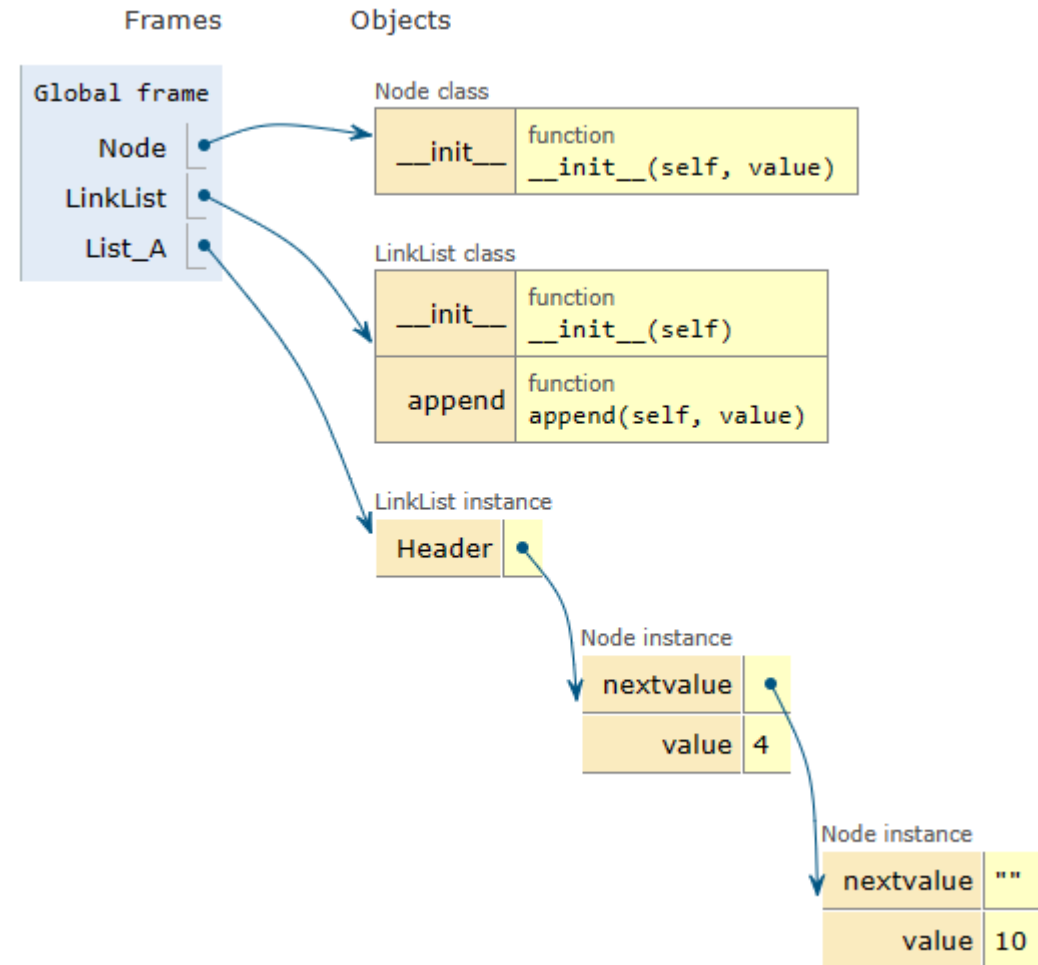 Frames Objects
Global frame
Node
LinkList
List_A
Node class
__init__ function
__init__(self, value)
LinkList class
__init__ function
__init__(self)
append function
append(self, value)
LinkList instance
Header
Node instance
nextvalue
value 4
Node instance
nextvalue ""
value 10